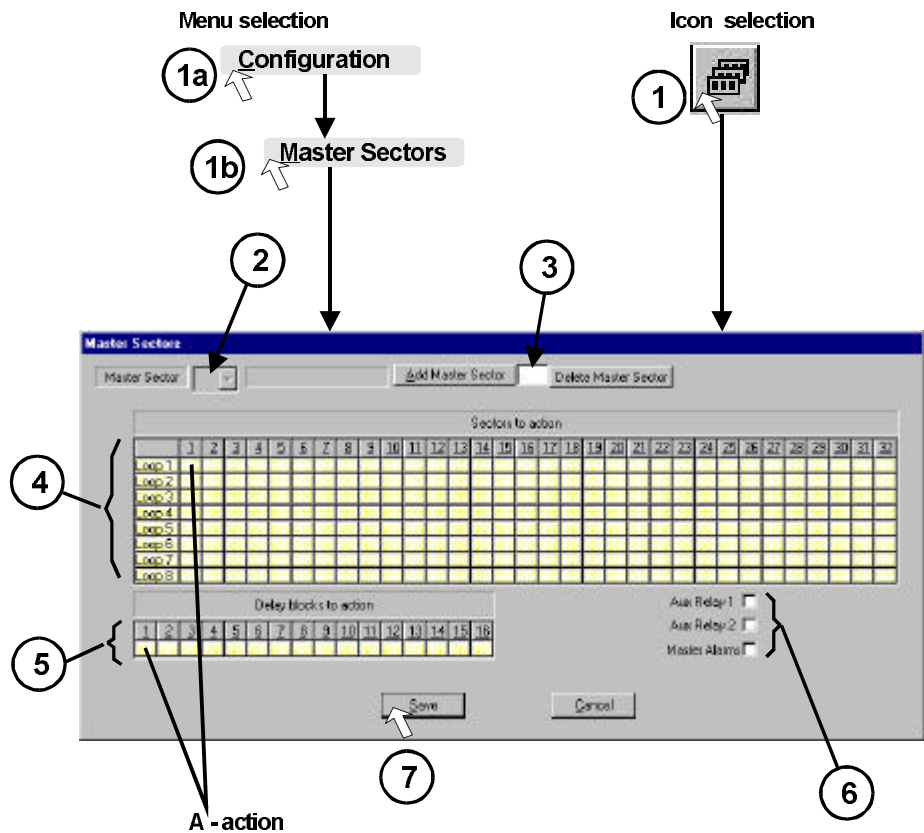 Menu selection
Icon selection
1a
Configuration
1
1b
Master Sectors
2
3
Master Sectors
Master Sector
Add Master Sector
Delete Master Sector
Sectors to action
1 2 3 4 5 6 7 8 9 10 11 12 13 14 15 16 17 18 19 20 21 22 23 24 25 26 27 28 29 30 31 32
4
Loop 1
Loop 2
Loop 3
Loop 4
Loop 5
Loop 6
Loop 7
Loop 8
Delay blocks to action
1 2 3 4 5 6 7 8 9 10 11 12 13 14 15 16
5
Aux Relay 1
Aux Relay 2
Master Alarms
Save
Cancel
7
6
A - action